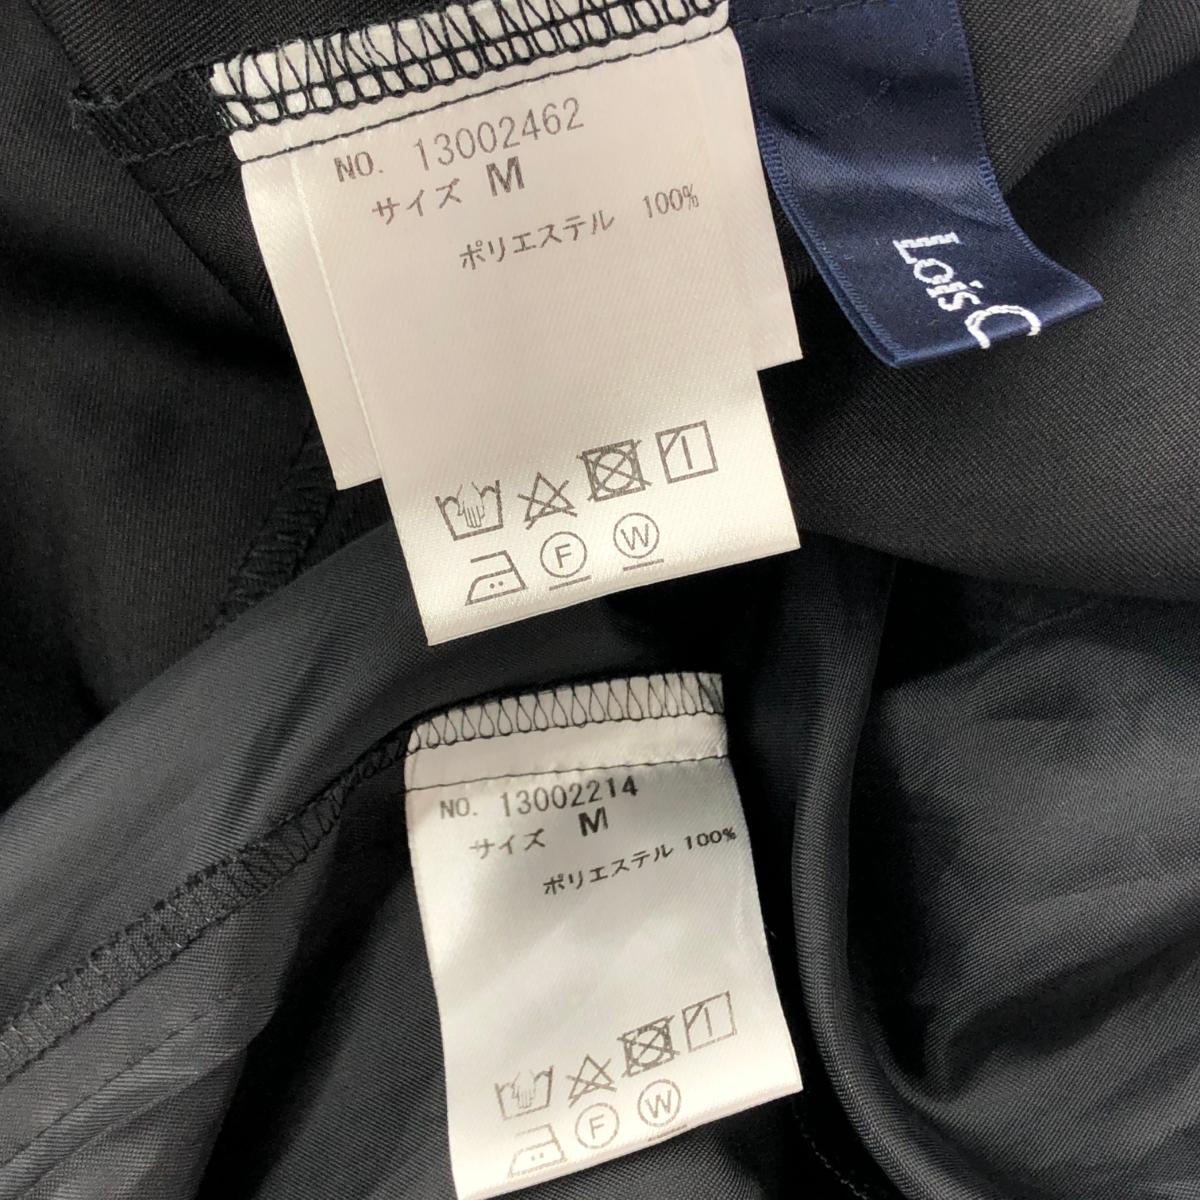 NO. 13002462
サイズ M
ポリエステル 100%
F W
Lois C
NO. 13002214
サイズ M
ポリエステル 100%
F W